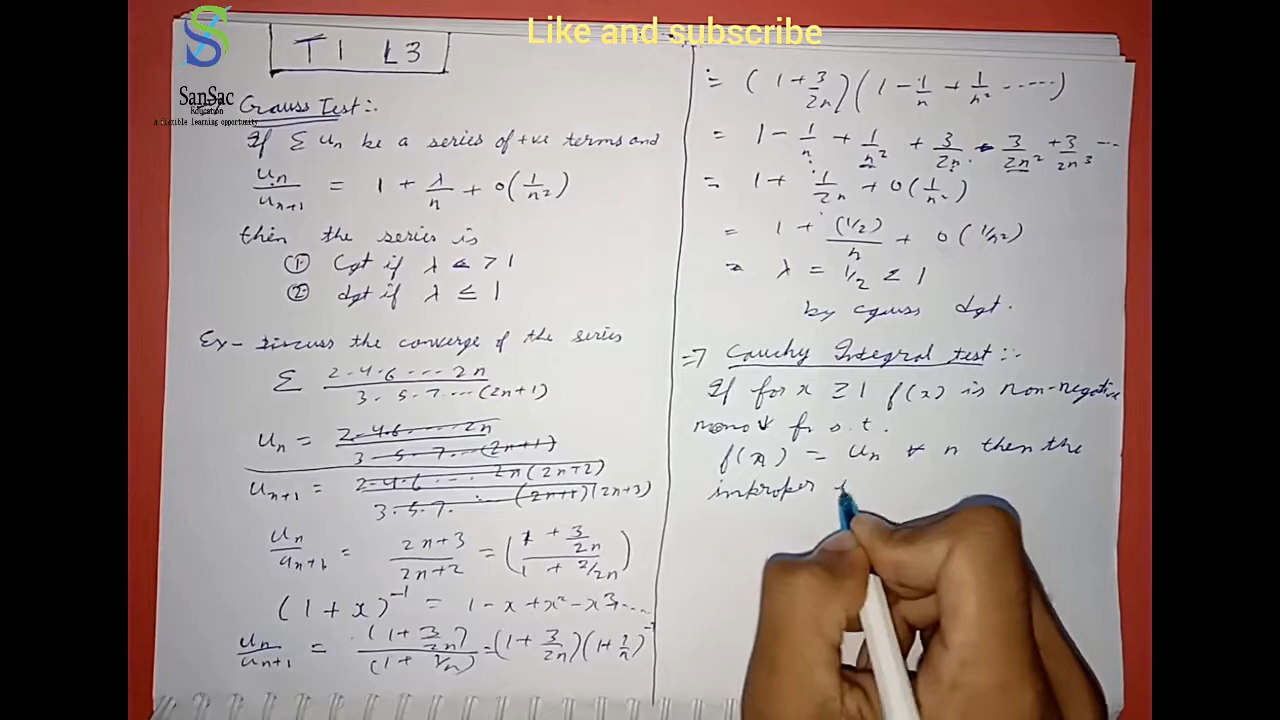 Like and subscribe
SanSac
Education
A flexible learning opportunity
T1 L3
Gauss Test :-
If Σ un be a series of +ve terms and
un/un+1 = 1 + λ/n + O(1/n²)
then the series is
① Cgt if λ > 1
② dgt if λ ≤ 1
Ex- Discuss the converge of the series
Σ 2·4·6····2n / 3·5·7···(2n+1)
un = 2·4·6·····2n / 3·5·7···(2n+1)
un+1 = 2·4·6···2n(2n+2) / 3·5·7···(2n+1)(2n+3)
un/un+1 = 2n+3/2n+2 = (1 + 3/2n / 1 + 2/2n)
(1+x)⁻¹ = 1 - x + x² - x³+....
un/un+1 = (1+3/2n)/(1+1/n) = (1+3/2n)(1+1/n)⁻¹
= (1+3/2n)(1-1/n+1/n².....)
= 1 - 1/n + 1/n² + 3/2n - 3/2n² + 3/2n³ ...
= 1 + 1/2n + O(1/n²)
= 1 + (1/2)/n + O(1/n²)
λ = 1/2 ≤ 1
by gauss dgt.
=> Cauchy Integral test :-
If for x ≥ 1 f(x) is non-negative
mono ↓ fn s.t.
f(n) = un ∀ n then the
improper